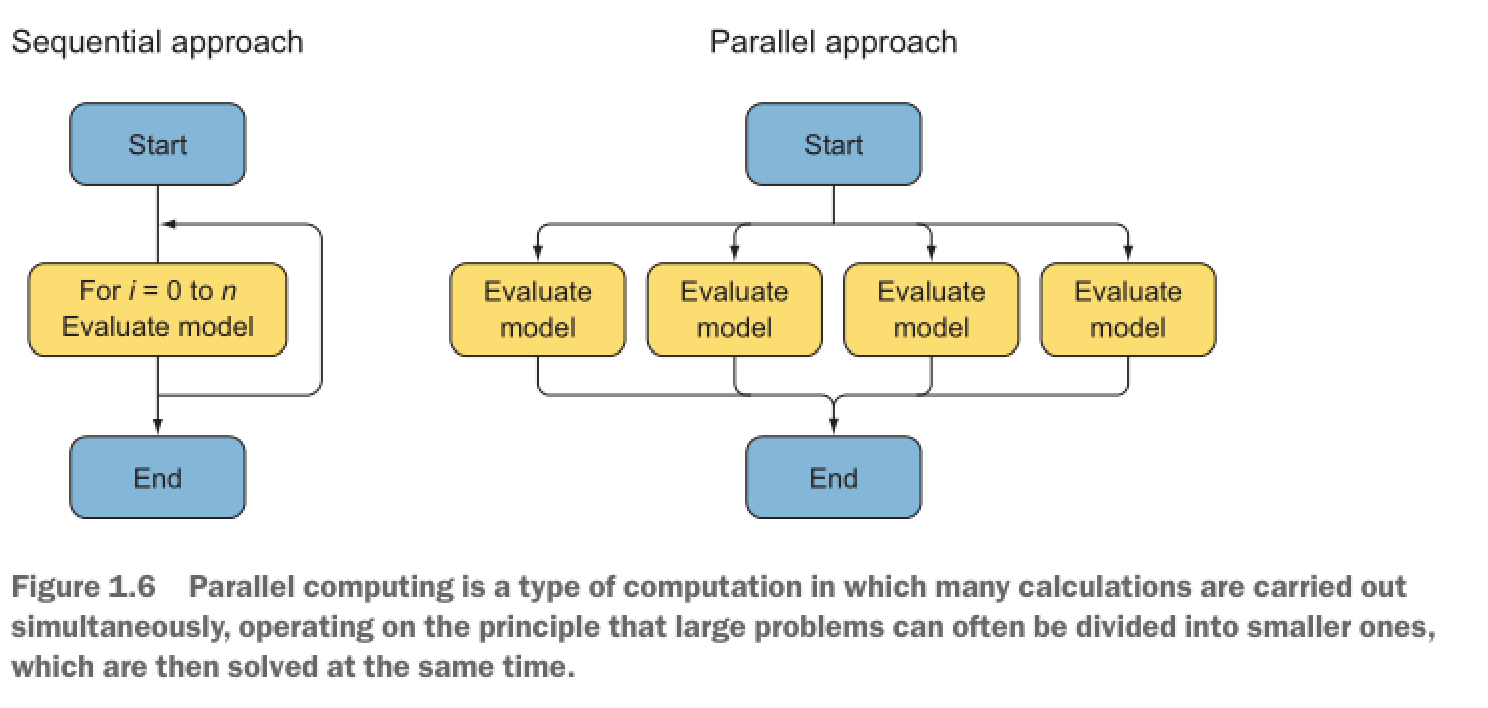 Sequential approach
Start
For i = 0 to n
Evaluate model
End
Parallel approach
Start
Evaluate
model
Evaluate
model
Evaluate
model
Evaluate
model
End
Figure 1.6 Parallel computing is a type of computation in which many calculations are carried out
simultaneously, operating on the principle that large problems can often be divided into smaller ones,
which are then solved at the same time.